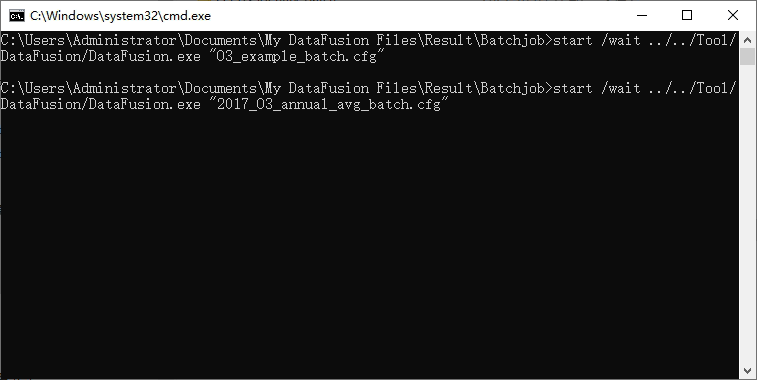 C:\Windows\system32\cmd.exe
C:\Users\Administrator\Documents\My DataFusion Files\Result\Batchjob>start /wait ../../Tool/
DataFusion/DataFusion.exe "O3_example_batch.cfg"
C:\Users\Administrator\Documents\My DataFusion Files\Result\Batchjob>start /wait ../../Tool/
DataFusion/DataFusion.exe "2017_O3_annual_avg_batch.cfg"